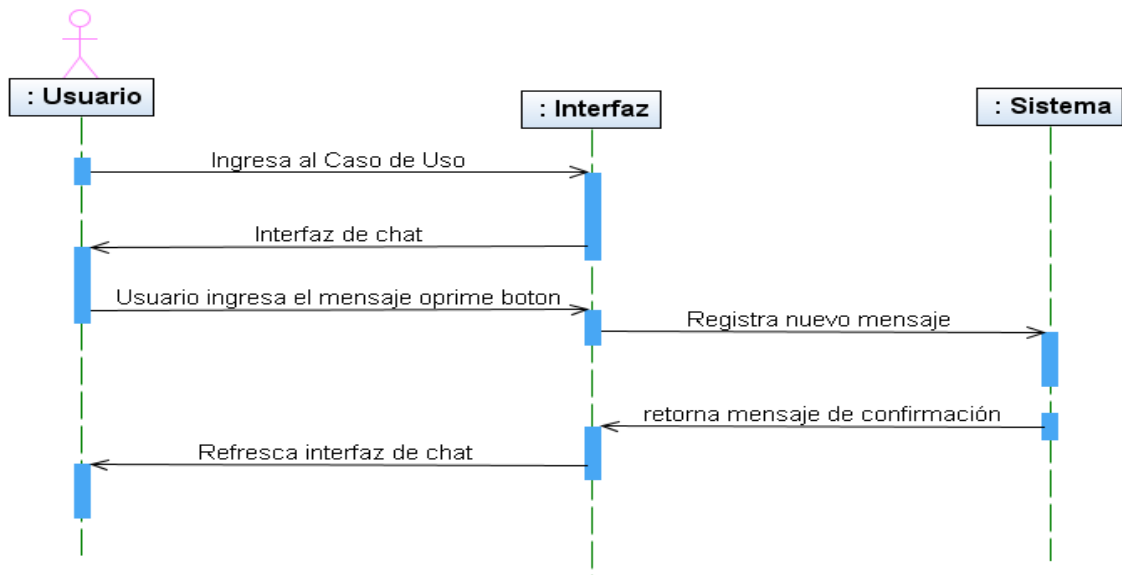 : Usuario
: Interfaz
: Sistema
Ingresa al Caso de Uso
Interfaz de chat
Usuario ingresa el mensaje oprime boton
Registra nuevo mensaje
retorna mensaje de confirmación
Refresca interfaz de chat